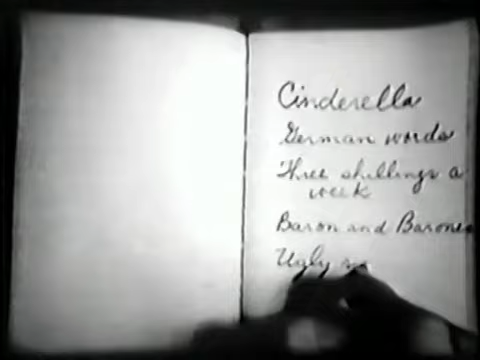 Cinderella
German words
Three shillings a
week
Baron and Barones
Ugly